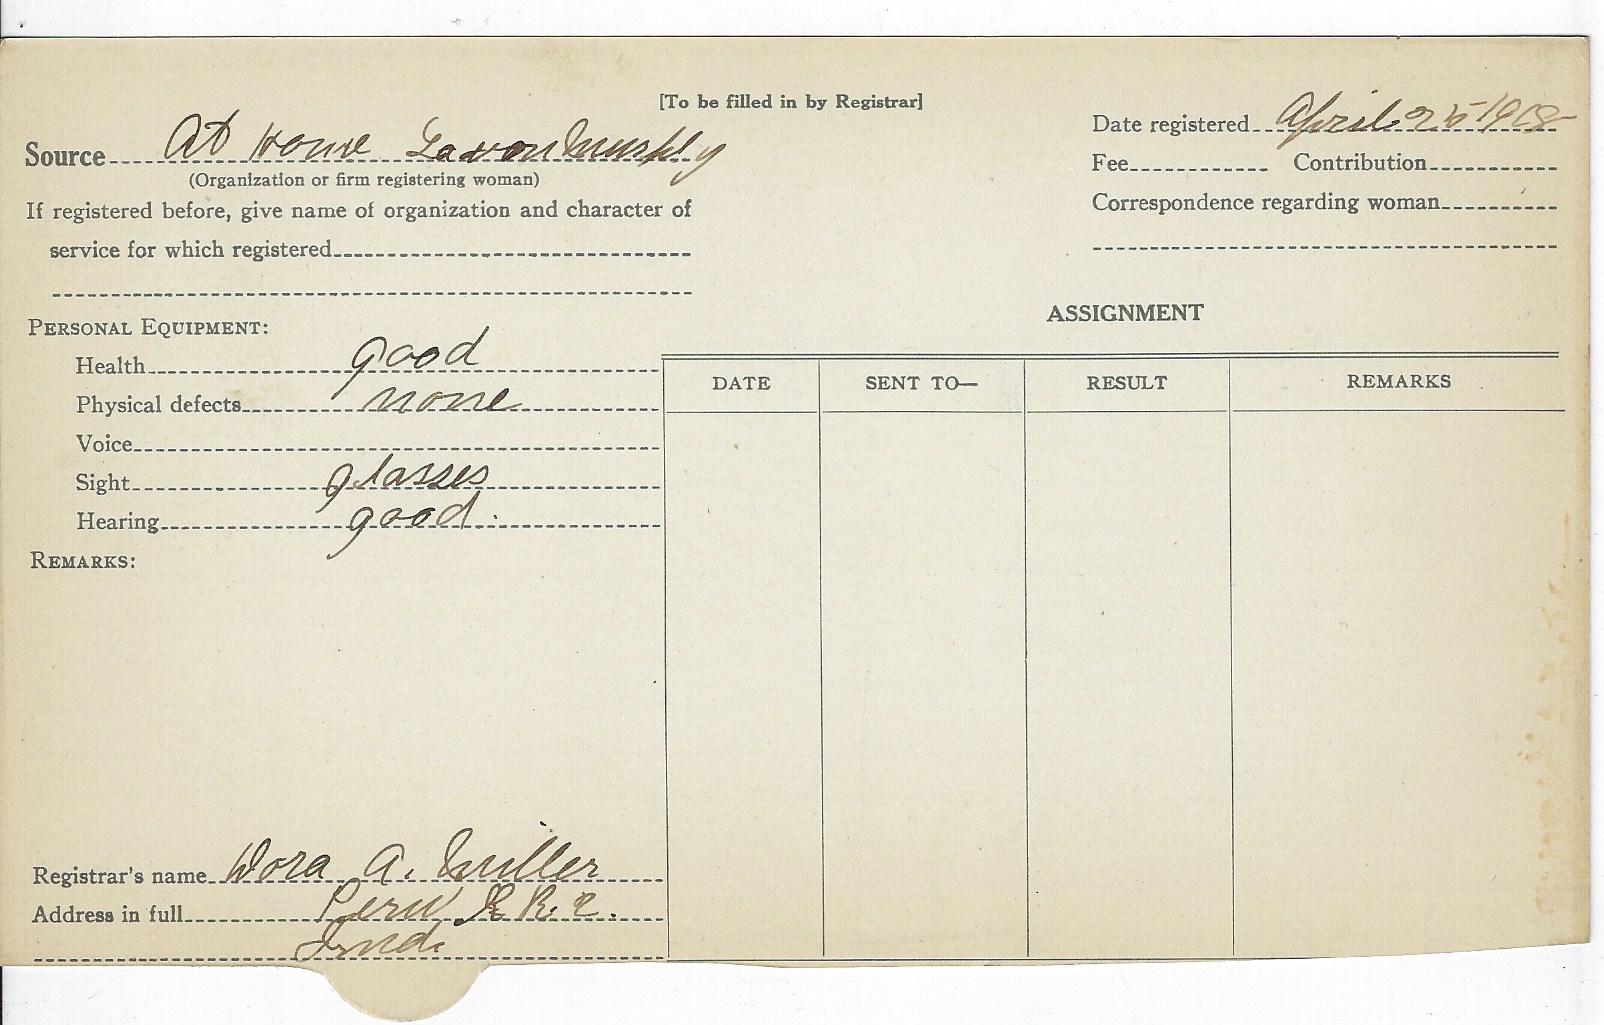 [To be filled in by Registrar]
Date registered April 25 1918
Source At Home Murphy
(Organization or firm registering woman)
Fee Contribution
If registered before, give name of organization and character of
Correspondence regarding woman
service for which registered
ASSIGNMENT
PERSONAL EQUIPMENT:
Health good
DATE SENT TO— RESULT REMARKS
Physical defects none
Voice
Sight glasses
Hearing good.
REMARKS:
Registrar's name Dora A. Miller
Address in full Peru R. 2.
Ind.